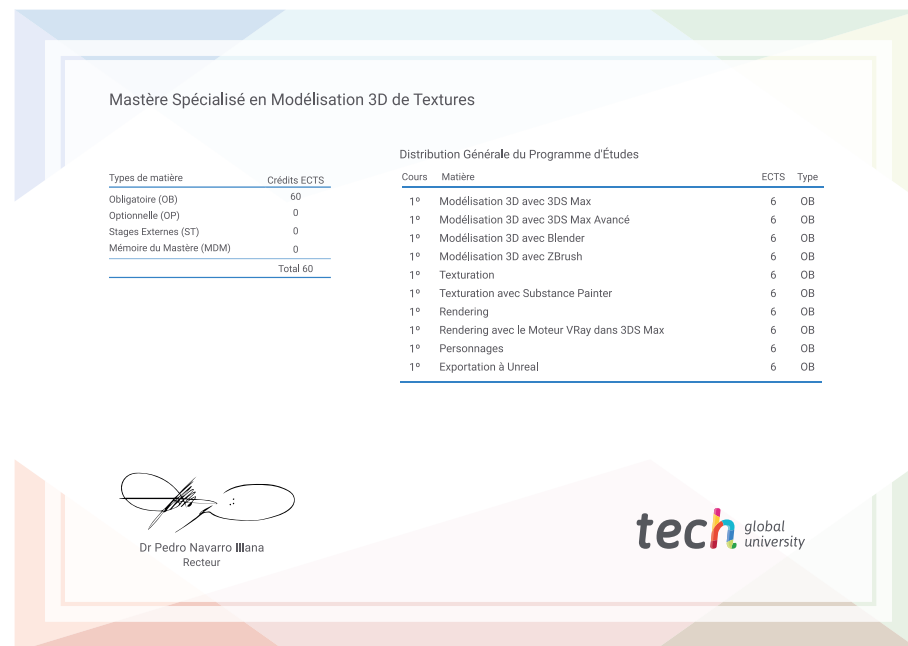 Mastère Spécialisé en Modélisation 3D de Textures
Types de matière Crédits ECTS
Obligatoire (OB) 60
Optionnelle (OP) 0
Stages Externes (ST) 0
Mémoire du Mastère (MDM) 0
Total 60
Distribution Générale du Programme d'Études
Cours Matière ECTS Type
1º Modélisation 3D avec 3DS Max 6 OB
1º Modélisation 3D avec 3DS Max Avancé 6 OB
1º Modélisation 3D avec Blender 6 OB
1º Modélisation 3D avec ZBrush 6 OB
1º Texturation 6 OB
1º Texturation avec Substance Painter 6 OB
1º Rendering 6 OB
1º Rendering avec le Moteur VRay dans 3DS Max 6 OB
1º Personnages 6 OB
1º Exportation à Unreal 6 OB
Dr Pedro Navarro Illana
Recteur
tech global
university